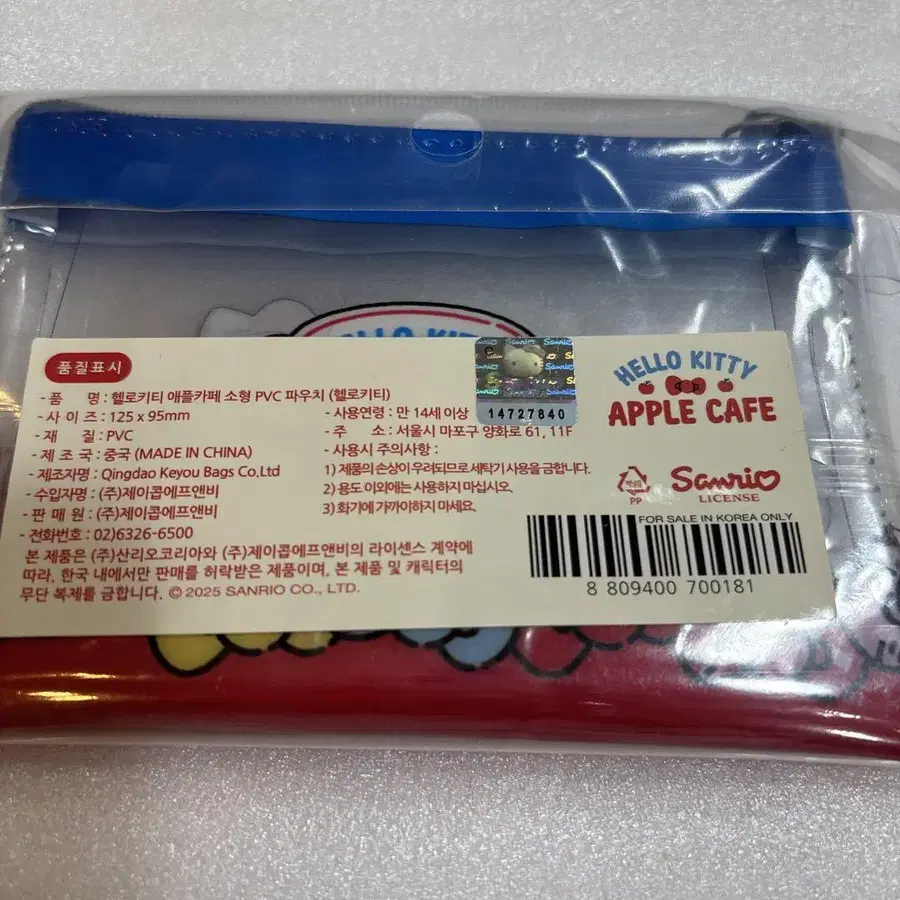 HELLO KITTY
품질표시
- 품 명 : 헬로키티 애플카페 소형 PVC 파우치 (헬로키티)
- 사 이 즈 : 125 x 95mm
- 재 질 : PVC
- 제 조 국 : 중국 (MADE IN CHINA)
- 제조자명 : Qingdao Keyou Bags Co.,Ltd
- 수입자명 : (주)제이콥에프앤비
- 판 매 원 : (주)제이콥에프앤비
- 전화번호 : 02)6326-6500
- 사용연령 : 만 14세 이상
- 주 소 : 서울시 마포구 양화로 61, 11F
- 사용시 주의사항 :
1) 제품의 손상이 우려되므로 세탁기 사용을 금합니다.
2) 용도 이외에는 사용하지 마십시오.
3) 화기에 가까이하지 마세요.
본 제품은 (주)산리오코리아와 (주)제이콥에프앤비의 라이센스 계약에
따라, 한국 내에서만 판매를 허락받은 제품이며, 본 제품 및 캐릭터의
무단 복제를 금합니다. © 2025 SANRIO CO., LTD.
Sanrio
14727840
HELLO KITTY
APPLE CAFE
비닐류
PP
Sanrio
LICENSE
FOR SALE IN KOREA ONLY
8 809400 700181